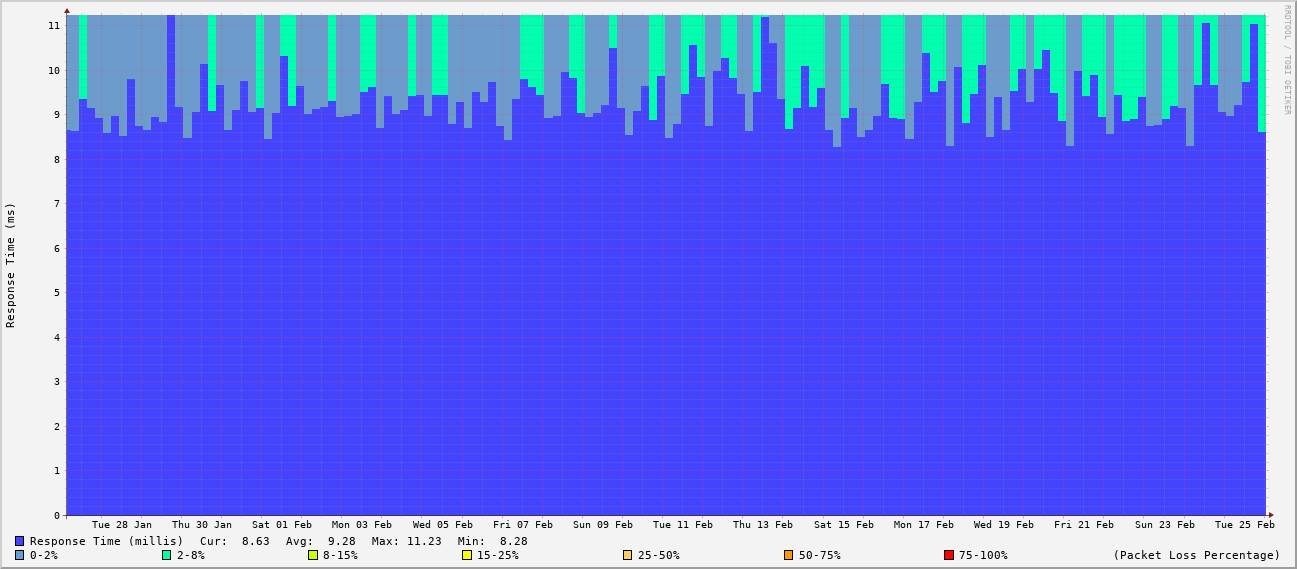 RRDTOOL / TOBI OETIKER
Response Time (ms)
11
10
9
8
7
6
5
4
3
2
1
0
Tue 28 Jan Thu 30 Jan Sat 01 Feb Mon 03 Feb Wed 05 Feb Fri 07 Feb Sun 09 Feb Tue 11 Feb Thu 13 Feb Sat 15 Feb Mon 17 Feb Wed 19 Feb Fri 21 Feb Sun 23 Feb Tue 25 Feb
Response Time (millis) Cur: 8.63 Avg: 9.28 Max: 11.23 Min: 8.28
0-2% 2-8% 8-15% 15-25% 25-50% 50-75% 75-100% (Packet Loss Percentage)